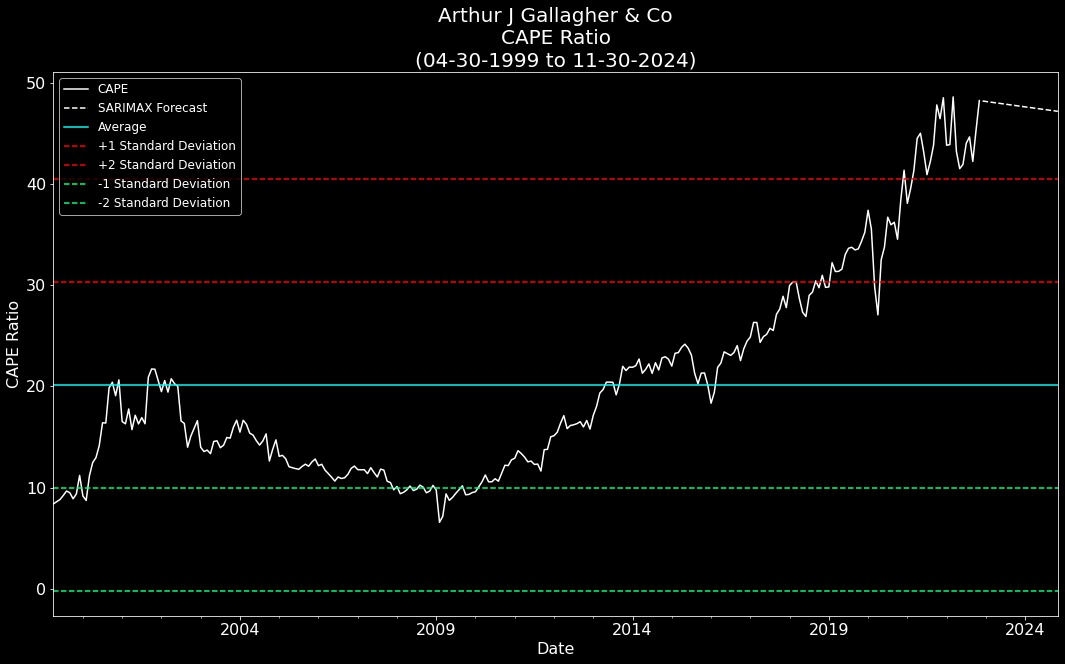 Arthur J Gallagher & Co
CAPE Ratio
(04-30-1999 to 11-30-2024)
CAPE
SARIMAX Forecast
Average
+1 Standard Deviation
+2 Standard Deviation
-1 Standard Deviation
-2 Standard Deviation
50
40
30
20
10
0
CAPE Ratio
2004
2009
2014
2019
2024
Date